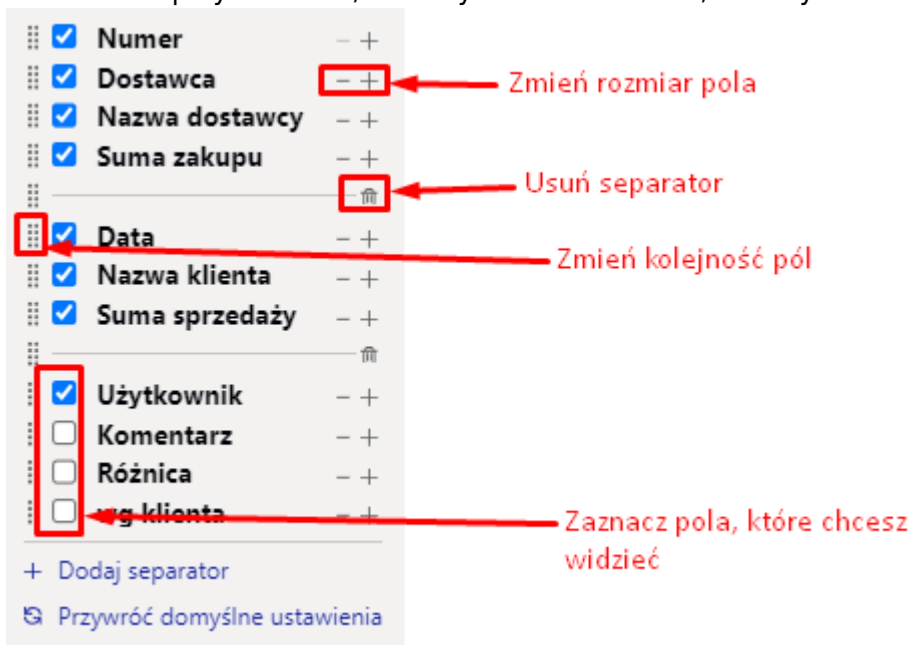 Numer
Dostawca
Zmień rozmiar pola
Nazwa dostawcy
Suma zakupu
Usuń separator
Data
Zmień kolejność pól
Nazwa klienta
Suma sprzedaży
Użytkownik
Komentarz
Różnica
wg klienta
Zaznacz pola, które chcesz
widzieć
+ Dodaj separator
Przywróć domyślne ustawienia